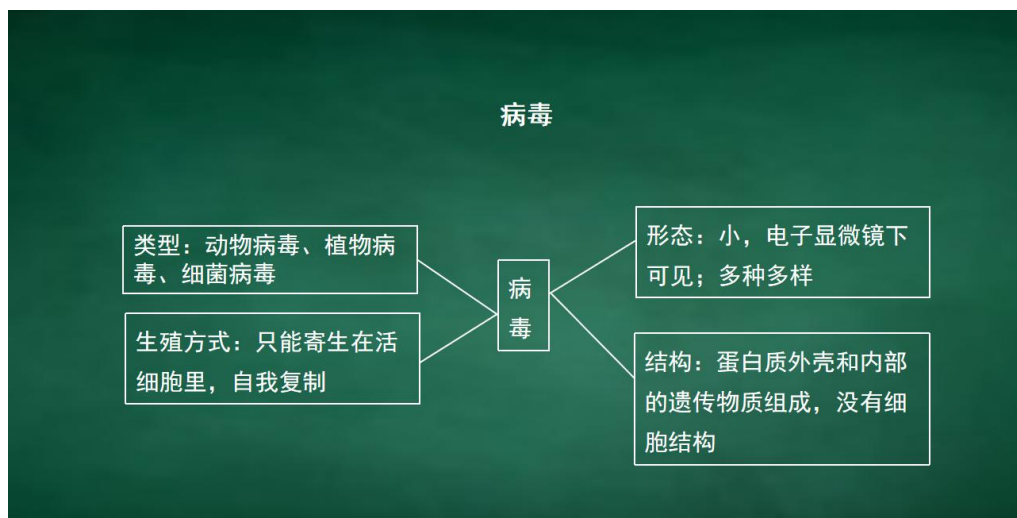 病毒
类型：动物病毒、植物病
毒、细菌病毒
生殖方式：只能寄生在活
细胞里，自我复制
病
毒
形态：小，电子显微镜下
可见；多种多样
结构：蛋白质外壳和内部
的遗传物质组成，没有细
胞结构